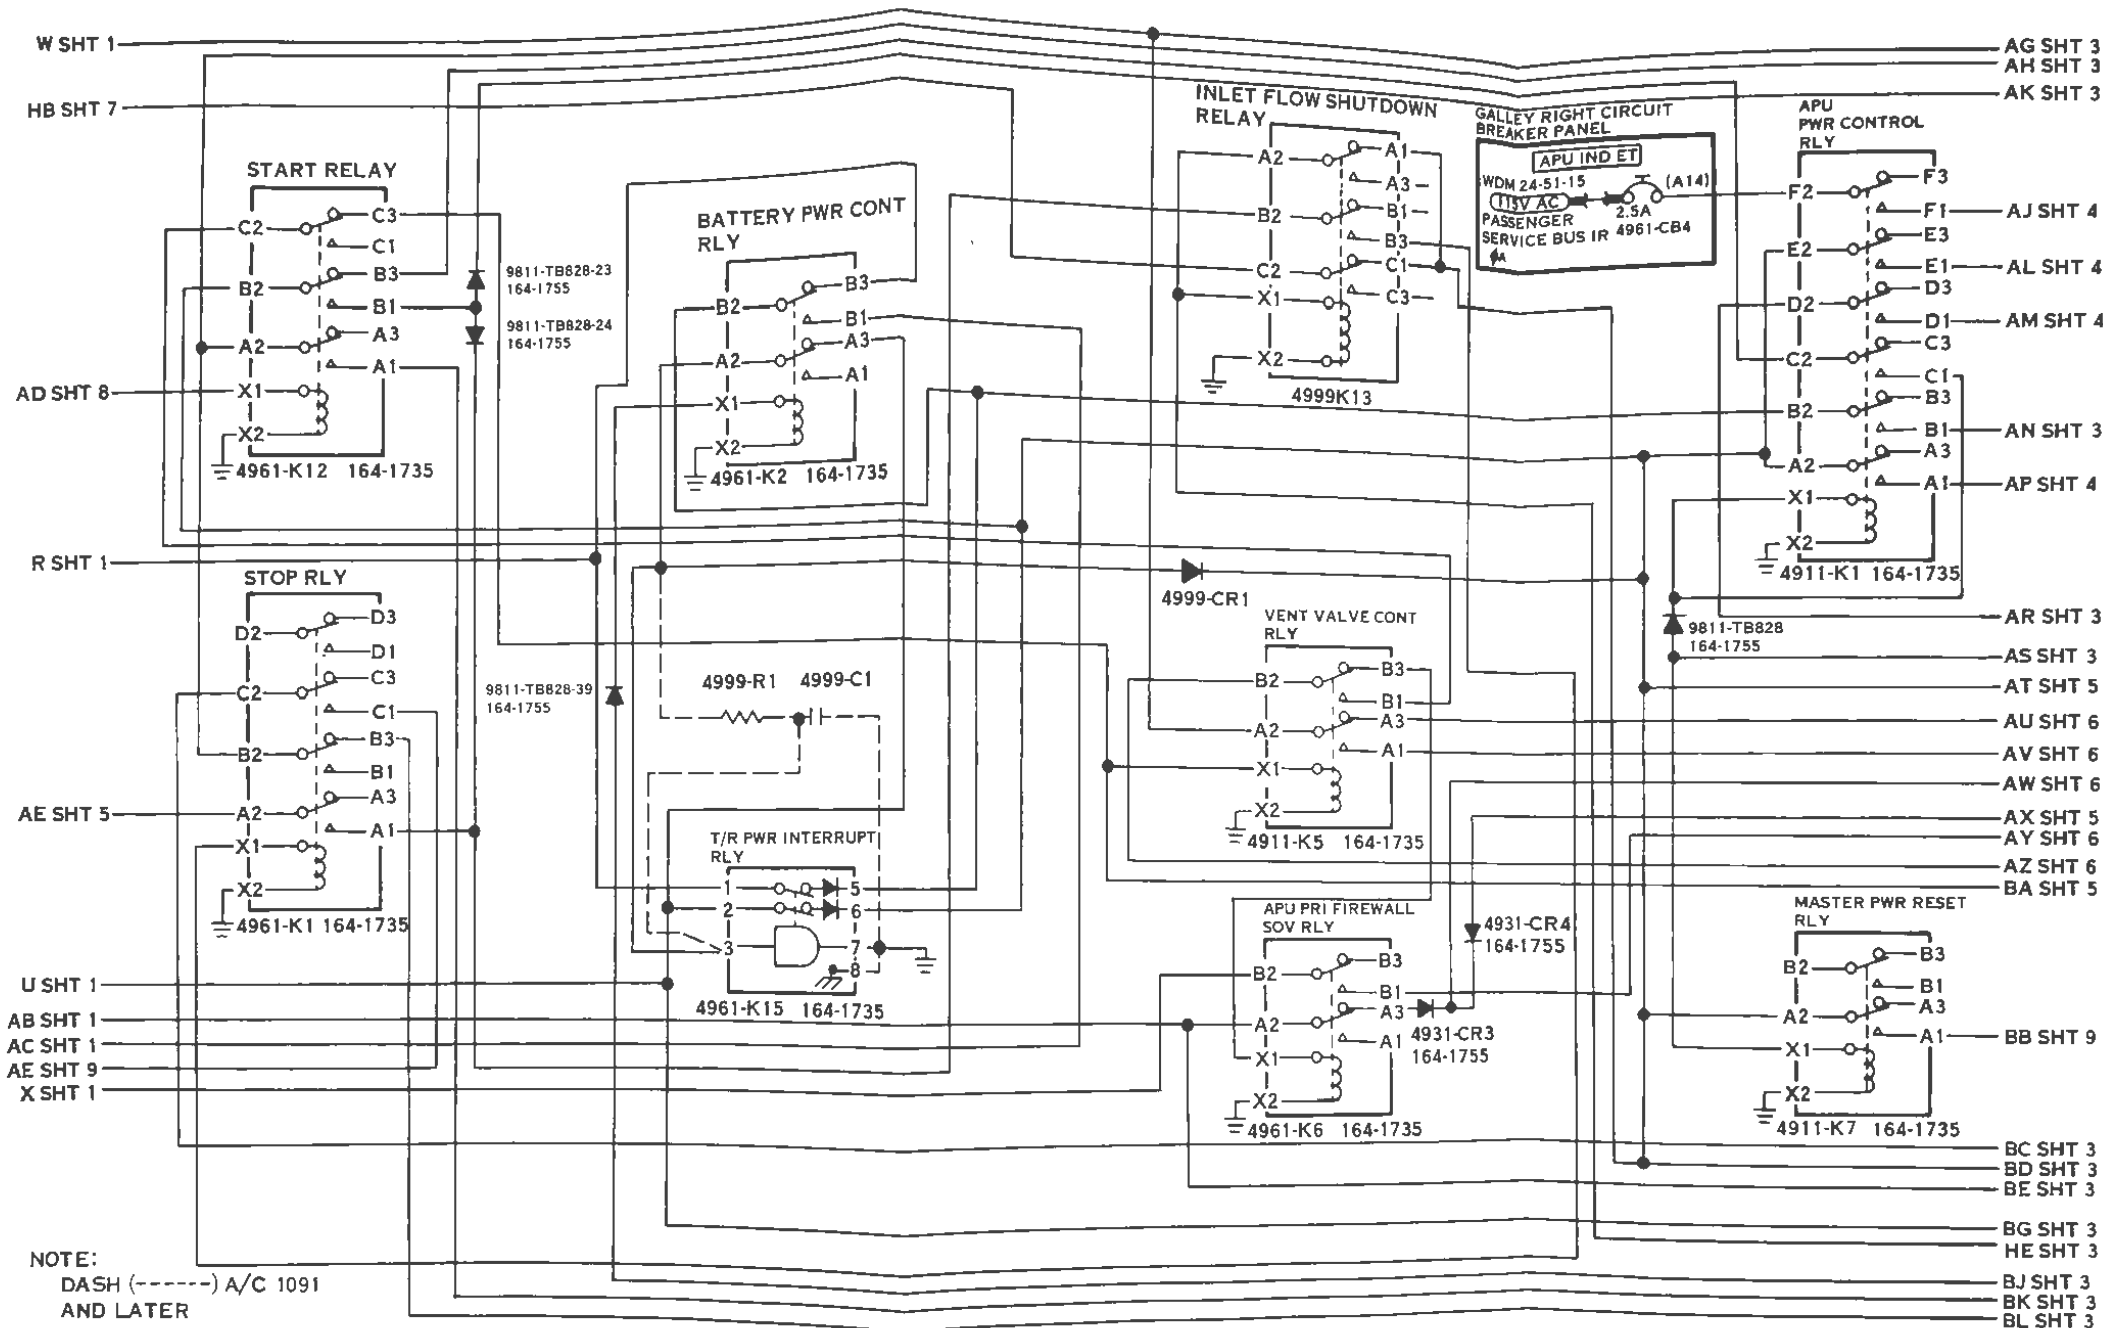 W SHT 1
HB SHT 7
AD SHT 8
R SHT 1
AE SHT 5
U SHT 1
AB SHT 1
AC SHT 1
AE SHT 9
X SHT 1
NOTE:
DASH (------) A/C 1091
AND LATER
START RELAY
C2
C3
C1
B2
B3
B1
A2
A3
A1
X1
X2
4961-K12 164-1735
9811-TB828-23
164-1755
9811-TB828-24
164-1755
STOP RLY
D2
D3
D1
C2
C3
C1
B2
B3
B1
A2
A3
A1
X1
X2
4961-K1 164-1735
BATTERY PWR CONT
RLY
B2
B3
B1
A2
A3
A1
X1
X2
4961-K2 164-1735
9811-TB828-39
164-1755
4999-R1 4999-C1
T/R PWR INTERRUPT
RLY
1
5
2
6
3
7
8
4961-K15 164-1735
INLET FLOW SHUTDOWN
RELAY
A2
A1
A3
B2
B1
B3
C2
C1
C3
X1
X2
4999K13
4999-CR1
VENT VALVE CONT
RLY
B2
B3
B1
A2
A3
A1
X1
X2
4911-K5 164-1735
APU PRI FIREWALL
SOV RLY
B2
B3
B1
A2
A3
A1
X1
X2
4961-K6 164-1735
4931-CR4
164-1755
4931-CR3
164-1755
GALLEY RIGHT CIRCUIT
BREAKER PANEL
APU IND ET
WDM 24-51-15
(A14)
115V AC
2.5A
PASSENGER
SERVICE BUS IR 4961-CB4
APU
PWR CONTROL
RLY
F2
F3
F1
E2
E3
E1
D2
D3
D1
C2
C3
C1
B2
B3
B1
A2
A3
A1
X1
X2
4911-K1 164-1735
9811-TB828
164-1755
MASTER PWR RESET
RLY
B2
B3
B1
A2
A3
A1
X1
X2
4911-K7 164-1735
AG SHT 3
AH SHT 3
AK SHT 3
AJ SHT 4
AL SHT 4
AM SHT 4
AN SHT 3
AP SHT 4
AR SHT 3
AS SHT 3
AT SHT 5
AU SHT 6
AV SHT 6
AW SHT 6
AX SHT 5
AY SHT 6
AZ SHT 6
BA SHT 5
BB SHT 9
BC SHT 3
BD SHT 3
BE SHT 3
BG SHT 3
HE SHT 3
BJ SHT 3
BK SHT 3
BL SHT 3